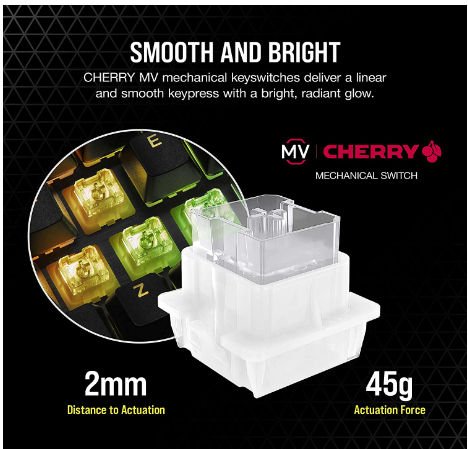 SMOOTH AND BRIGHT
CHERRY MV mechanical keyswitches deliver a linear
and smooth keypress with a bright, radiant glow.
E
MV | CHERRY
MECHANICAL SWITCH
Z
2mm
Distance to Actuation
45g
Actuation Force